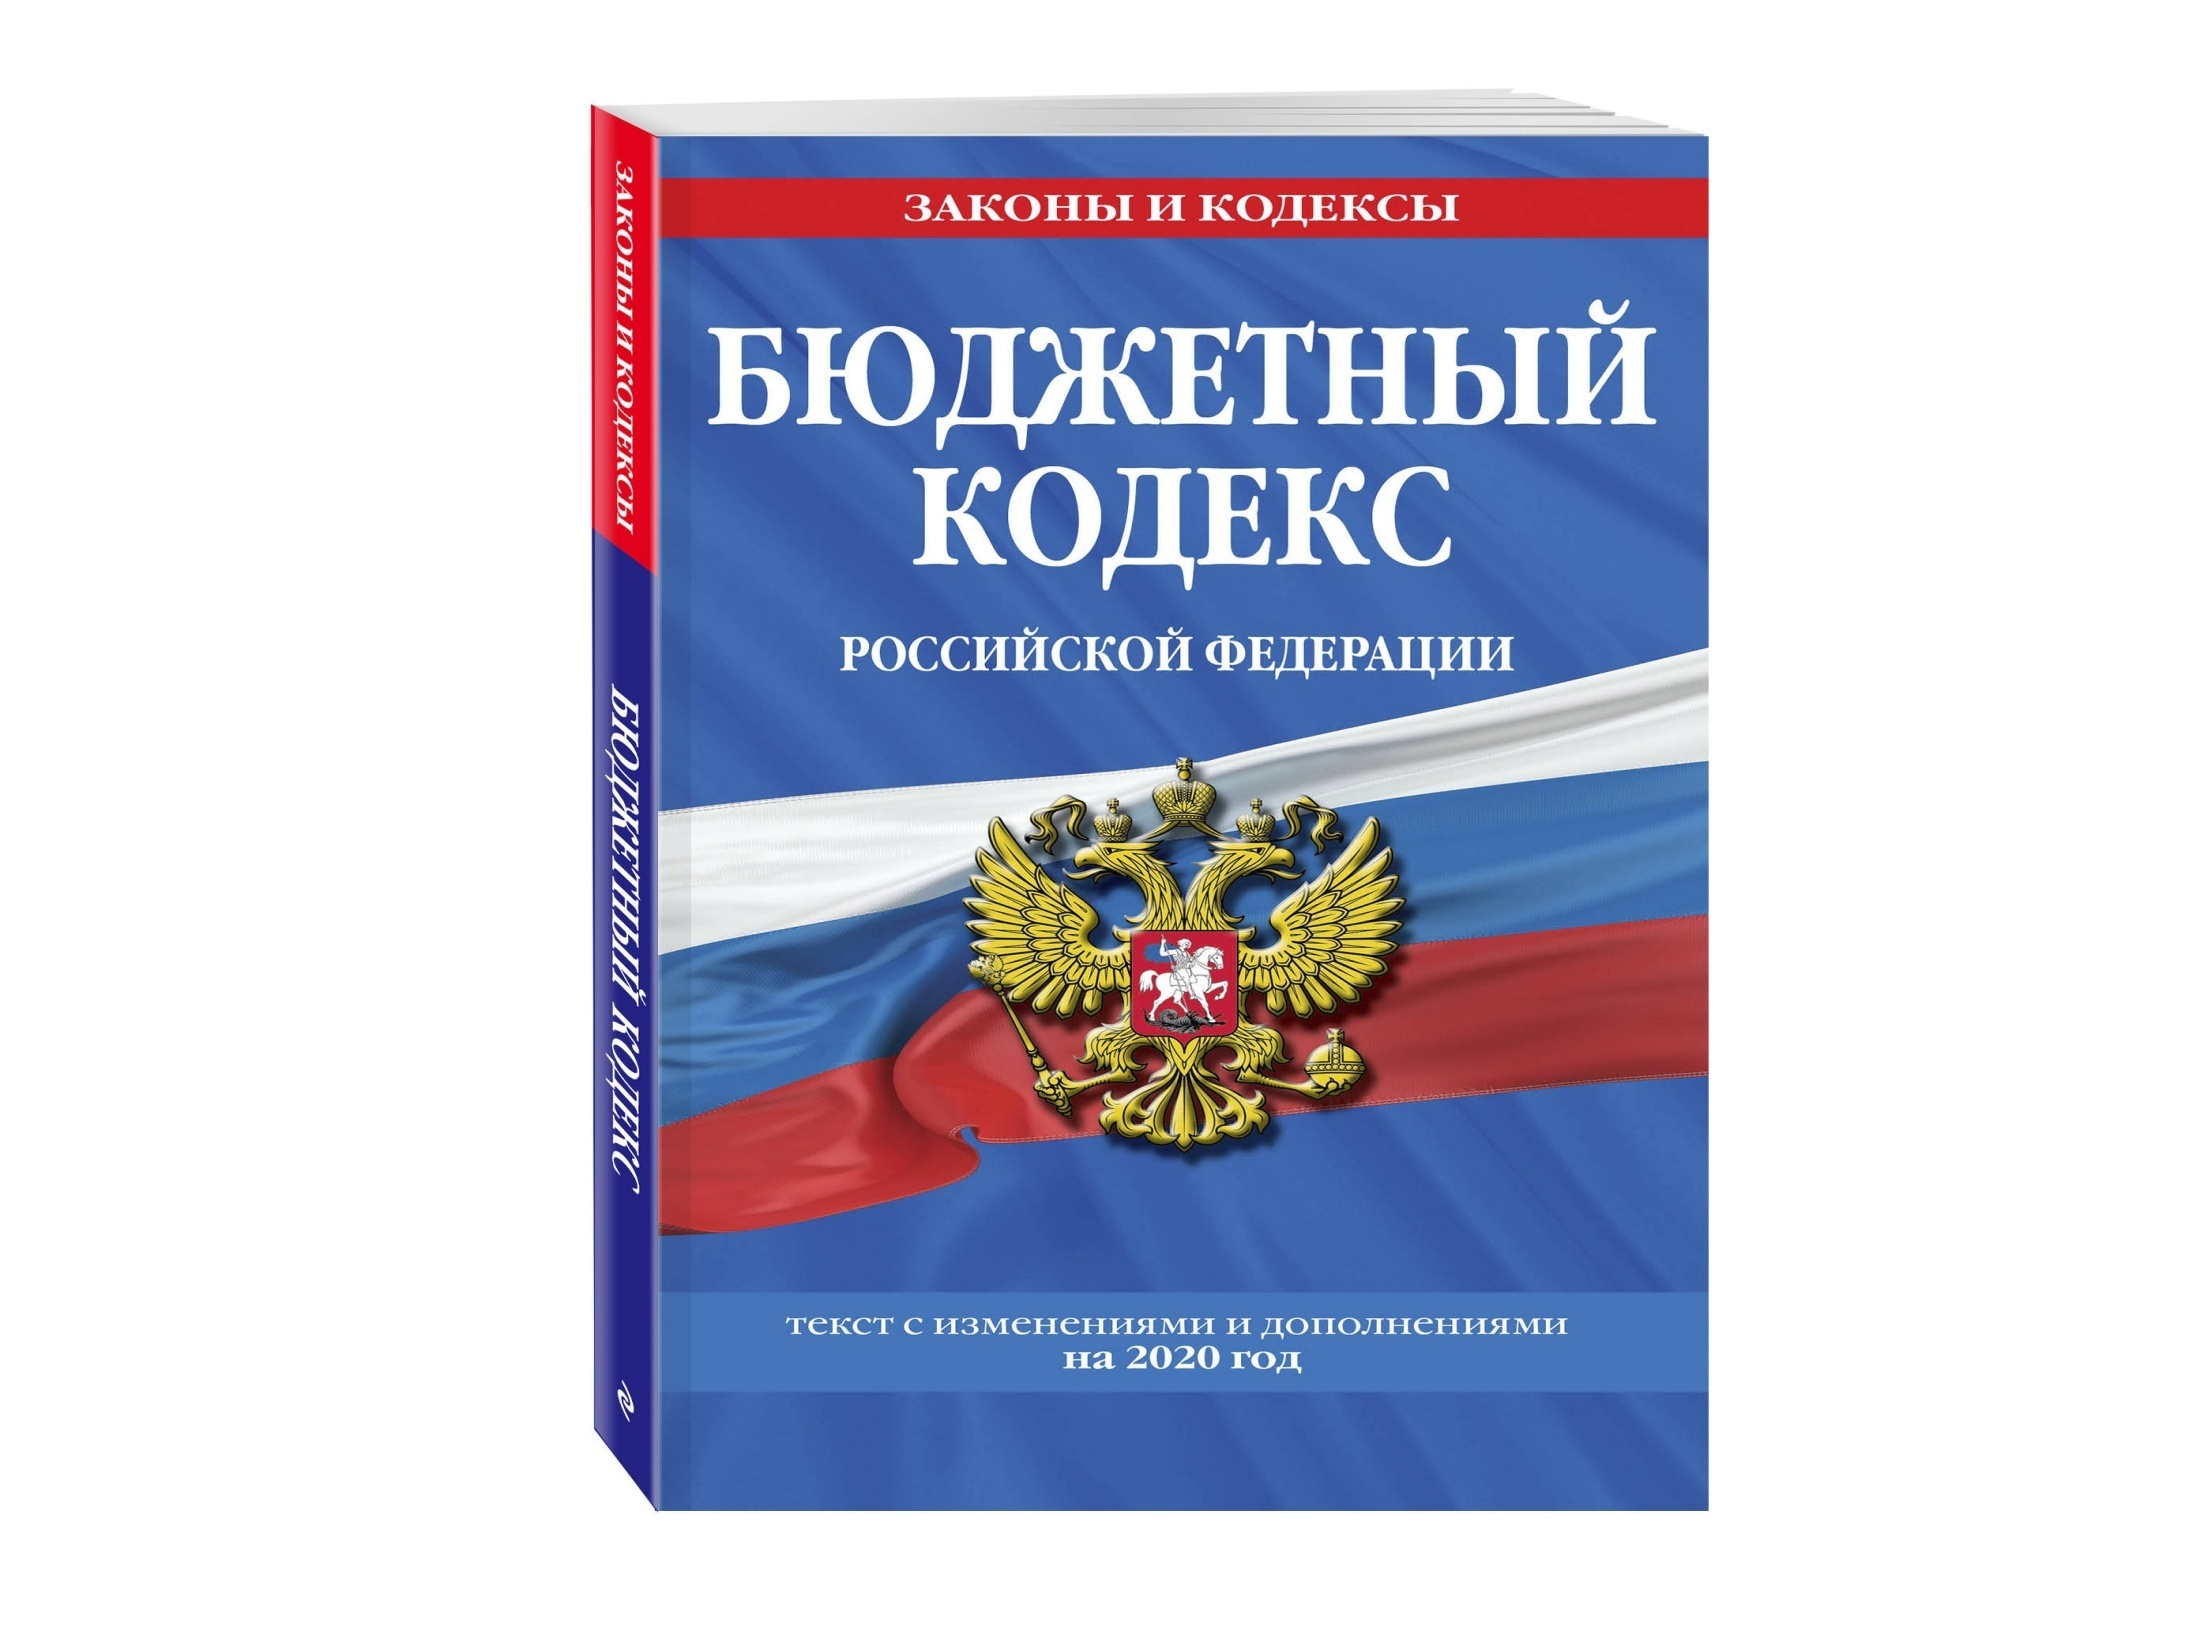 ЗАКОНЫ И КОДЕКСЫ
БЮДЖЕТНЫЙ
КОДЕКС
РОССИЙСКОЙ ФЕДЕРАЦИИ
текст с изменениями и дополнениями
на 2020 год
ЗАКОНЫ И КОДЕКСЫ
БЮДЖЕТНЫЙ КОДЕКС